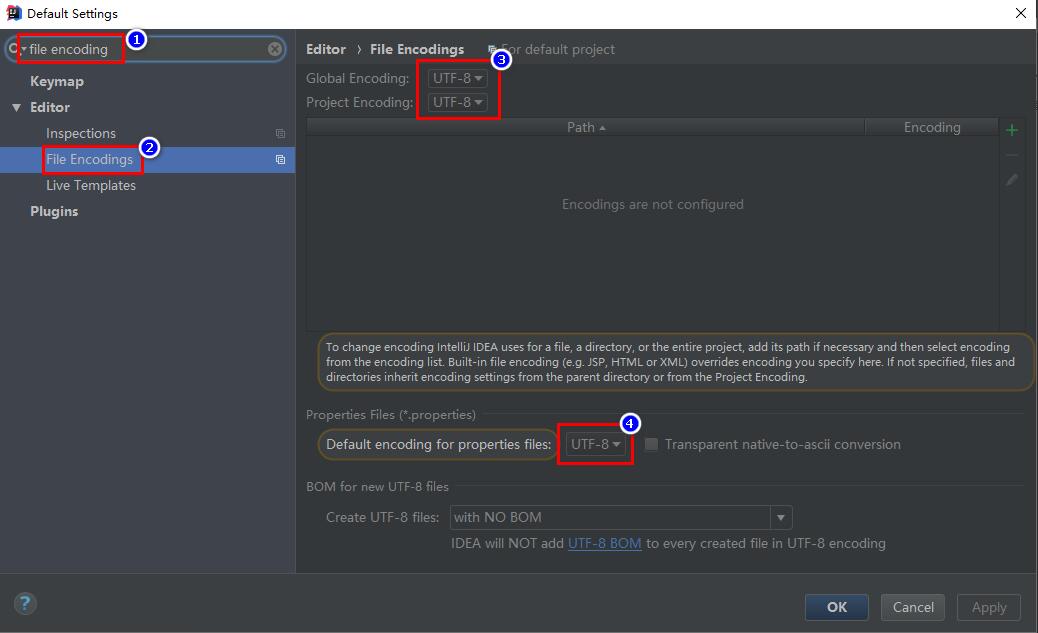 Default Settings
file encoding
1
Keymap
Editor
Inspections
File Encodings
2
Live Templates
Plugins
Editor › File Encodings
For default project
3
Global Encoding: UTF-8
Project Encoding: UTF-8
Path
Encoding
Encodings are not configured
To change encoding IntelliJ IDEA uses for a file, a directory, or the entire project, add its path if necessary and then select encoding
from the encoding list. Built-in file encoding (e.g. JSP, HTML or XML) overrides encoding you specify here. If not specified, files and
directories inherit encoding settings from the parent directory or from the Project Encoding.
Properties Files (*.properties)
4
Default encoding for properties files: UTF-8
Transparent native-to-ascii conversion
BOM for new UTF-8 files
Create UTF-8 files: with NO BOM
IDEA will NOT add UTF-8 BOM to every created file in UTF-8 encoding
?
OK
Cancel
Apply